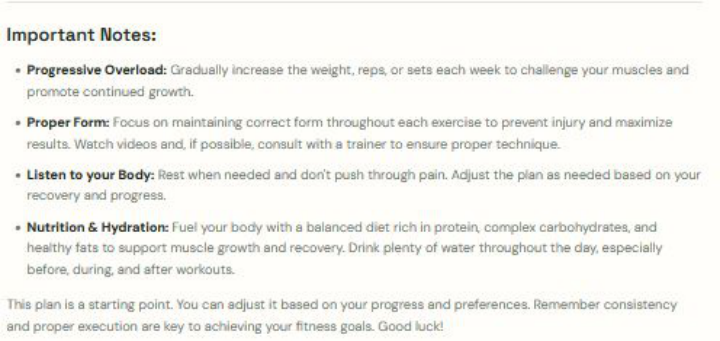 Important Notes:
• Progressive Overload: Gradually increase the weight, reps, or sets each week to challenge your muscles and
promote continued growth.
• Proper Form: Focus on maintaining correct form throughout each exercise to prevent injury and maximize
results. Watch videos and, if possible, consult with a trainer to ensure proper technique.
• Listen to your Body: Rest when needed and don't push through pain. Adjust the plan as needed based on your
recovery and progress.
• Nutrition & Hydration: Fuel your body with a balanced diet rich in protein, complex carbohydrates, and
healthy fats to support muscle growth and recovery. Drink plenty of water throughout the day, especially
before, during, and after workouts.
This plan is a starting point. You can adjust it based on your progress and preferences. Remember consistency
and proper execution are key to achieving your fitness goals. Good luck!